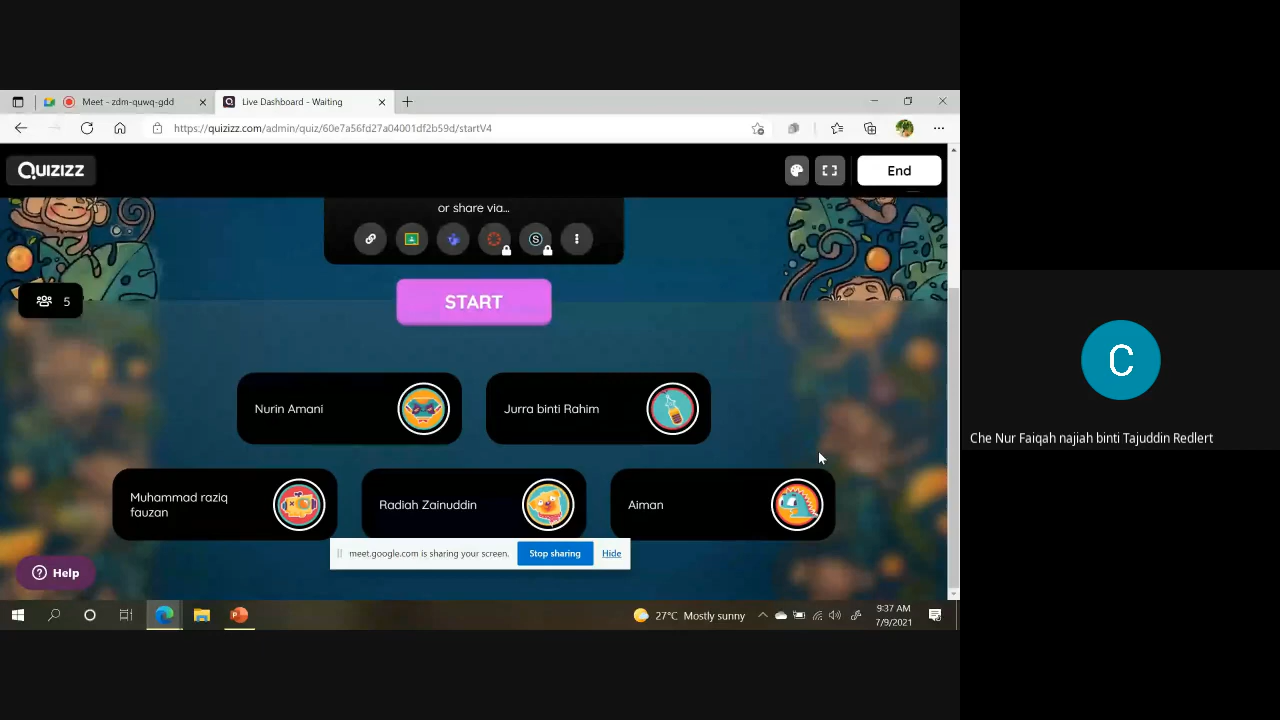 Meet - zdm-quwq-gdd
Live Dashboard - Waiting
https://quizizz.com/admin/quiz/60e7a56fd27a04001df2b59d/startV4
QUIZIZZ
End
or share via...
S
5
START
Nurin Amani
Jurra binti Rahim
Muhammad raziq
fauzan
Radiah Zainuddin
Aiman
meet.google.com is sharing your screen.
Stop sharing
Hide
Help
27°C Mostly sunny
9:37 AM
7/9/2021
C
Che Nur Faiqah najiah binti Tajuddin Redlert